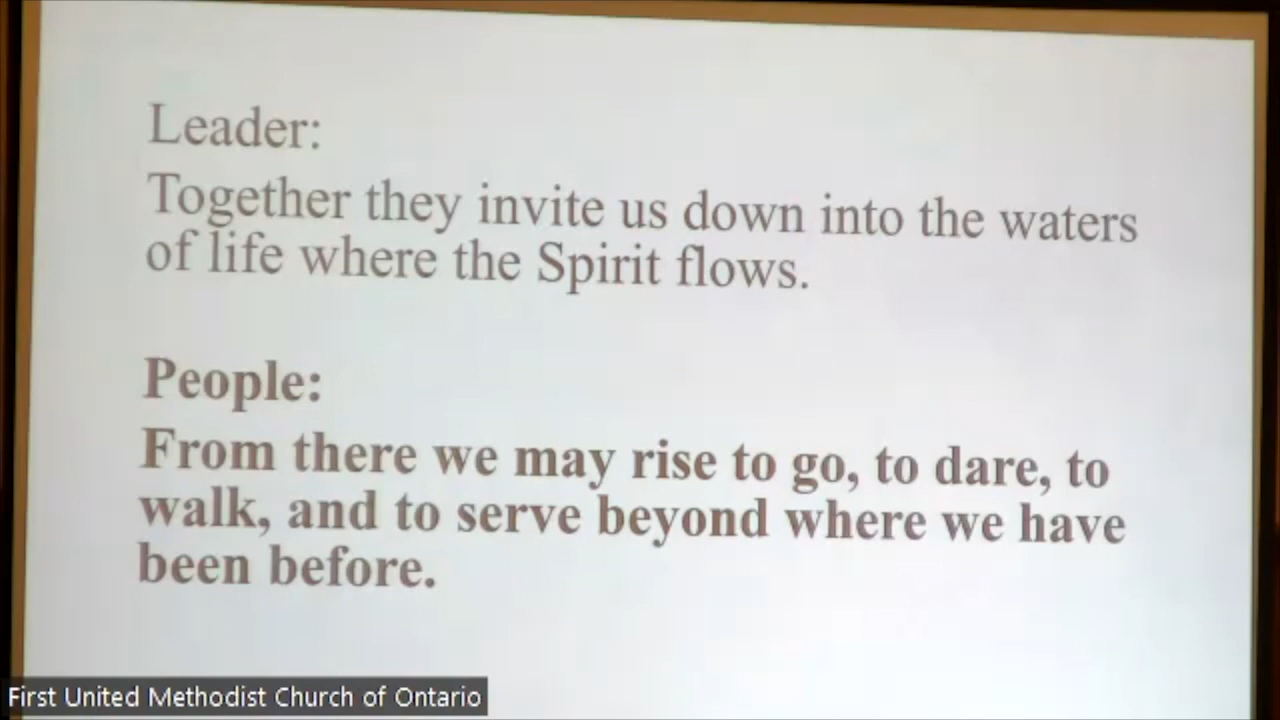 Leader:
Together they invite us down into the waters
of life where the Spirit flows.
People:
From there we may rise to go, to dare, to
walk, and to serve beyond where we have
been before.
First United Methodist Church of Ontario